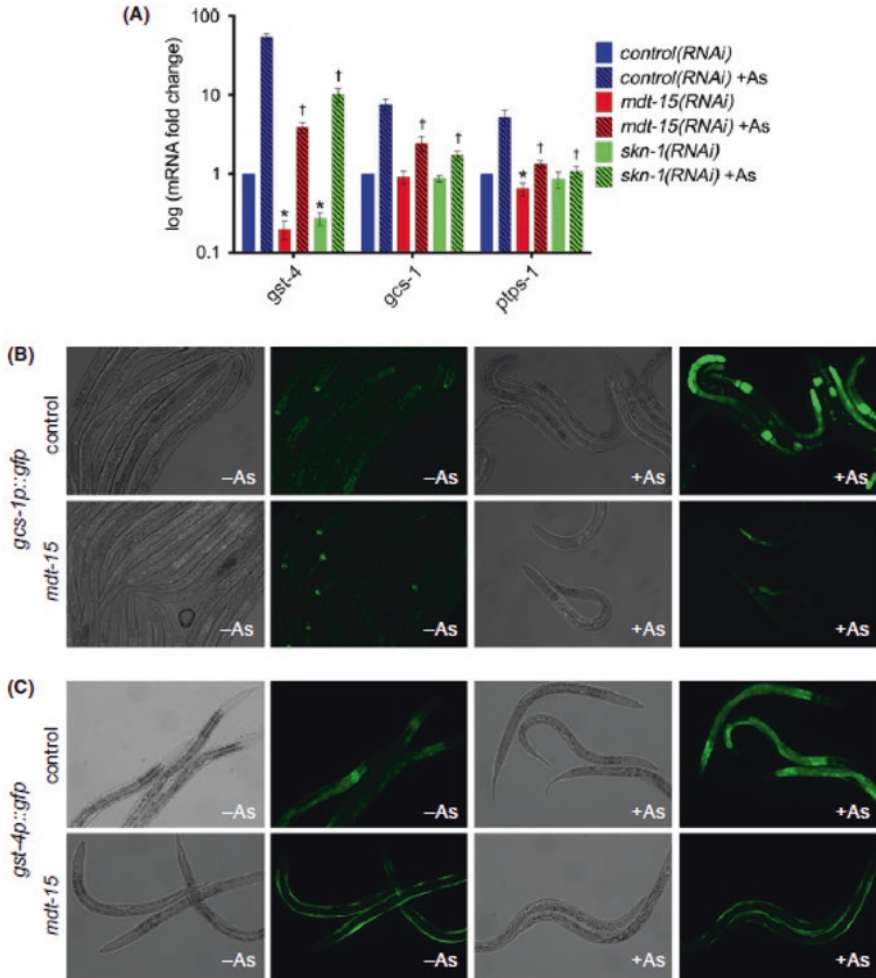 (A)
log (mRNA fold change)
100
10
1
0.1
gst-4
gcs-1
ptps-1
*
†
*
†
†
†
*
†
†
control(RNAi)
control(RNAi) +As
mdt-15(RNAi)
mdt-15(RNAi) +As
skn-1(RNAi)
skn-1(RNAi) +As
(B)
gcs-1p::gfp
control
–As
–As
+As
+As
mdt-15
–As
–As
+As
+As
(C)
gst-4p::gfp
control
–As
–As
+As
+As
mdt-15
–As
–As
+As
+As